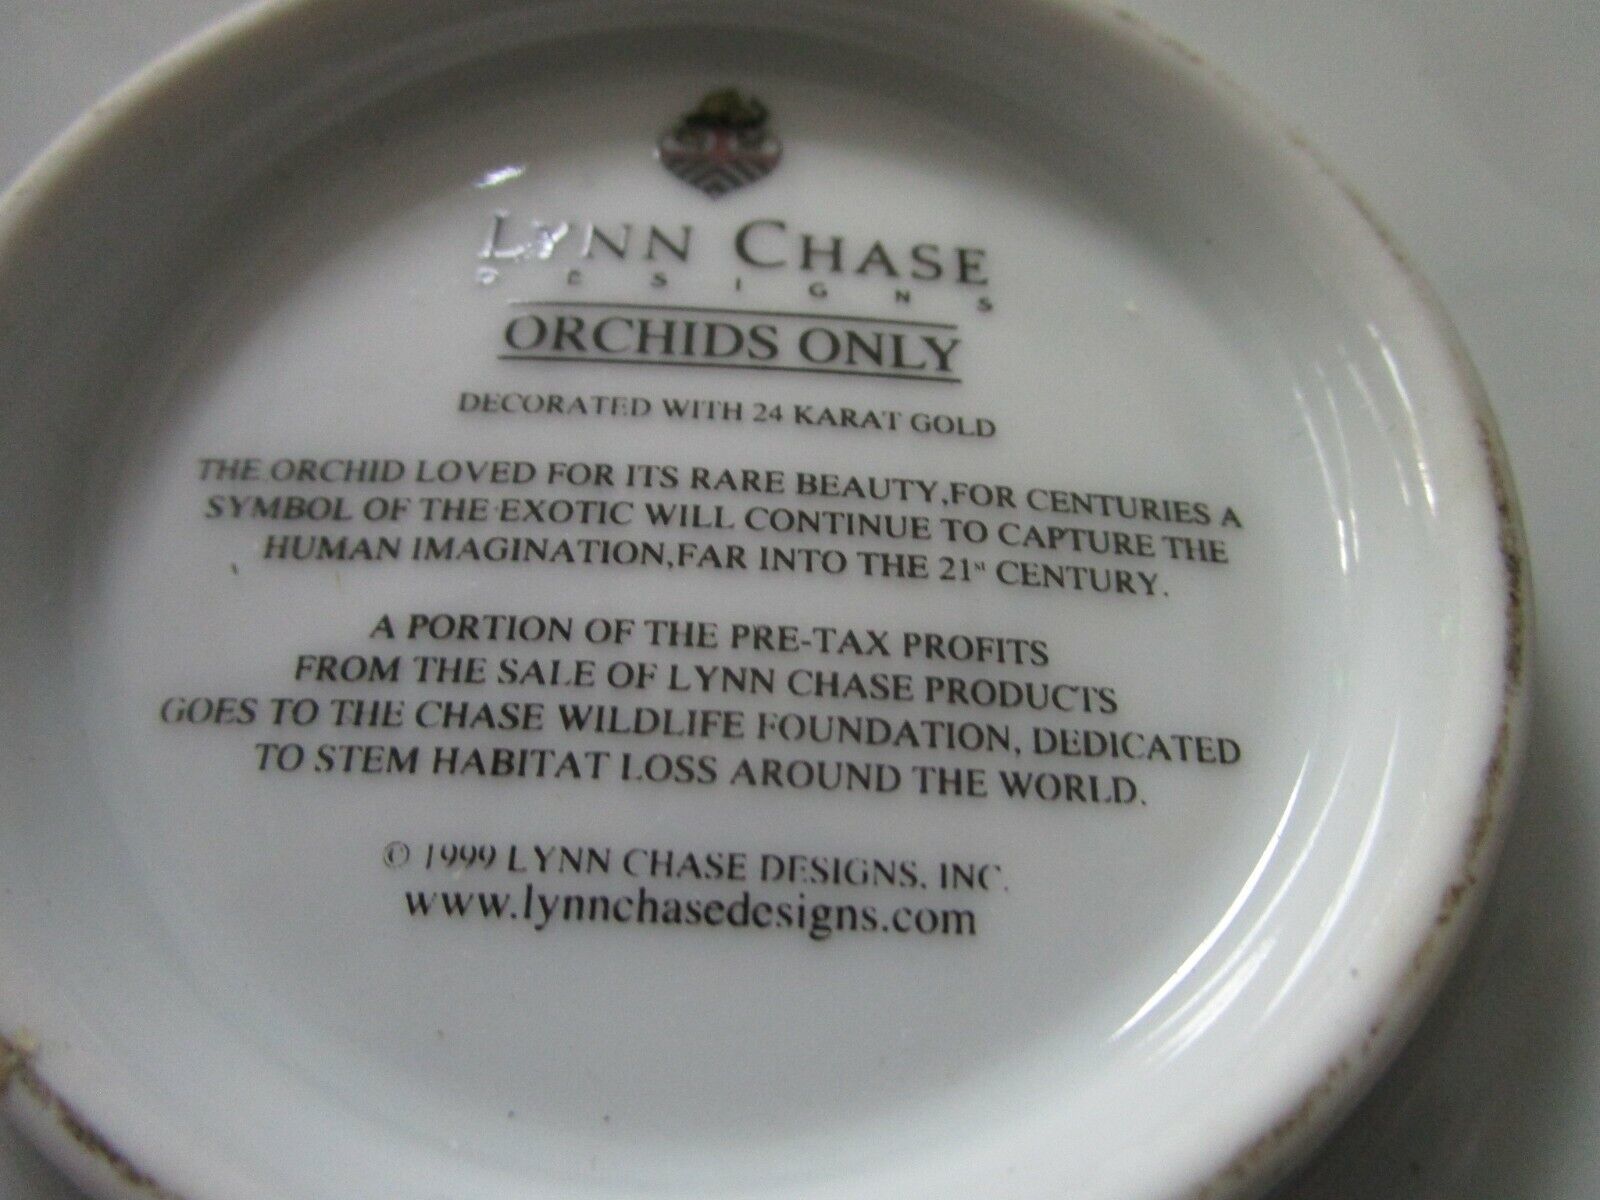 LYNN CHASE
DESIGNS
ORCHIDS ONLY
DECORATED WITH 24 KARAT GOLD
THE ORCHID LOVED FOR ITS RARE BEAUTY,FOR CENTURIES A
SYMBOL OF THE EXOTIC WILL CONTINUE TO CAPTURE THE
HUMAN IMAGINATION,FAR INTO THE 21st CENTURY.
A PORTION OF THE PRE-TAX PROFITS
FROM THE SALE OF LYNN CHASE PRODUCTS
GOES TO THE CHASE WILDLIFE FOUNDATION, DEDICATED
TO STEM HABITAT LOSS AROUND THE WORLD.
© 1999 LYNN CHASE DESIGNS, INC.
www.lynnchasedesigns.com